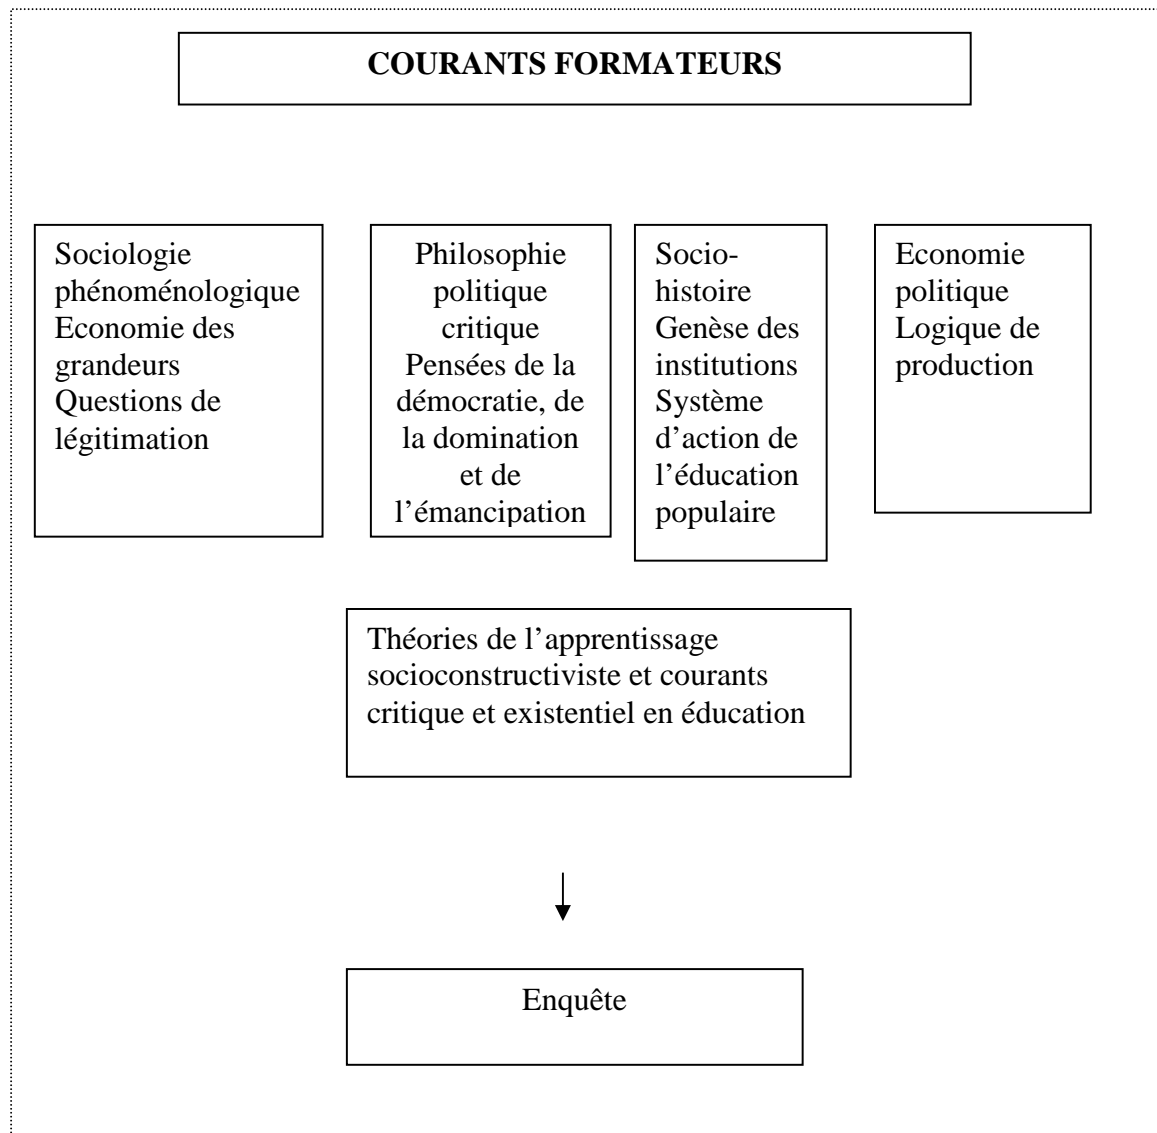 COURANTS FORMATEURS
Sociologie
phénoménologique
Economie des
grandeurs
Questions de
légitimation
Philosophie
politique
critique
Pensées de la
démocratie, de
la domination
et de
l’émancipation
Socio-
histoire
Genèse des
institutions
Système
d’action de
l’éducation
populaire
Economie
politique
Logique de
production
Théories de l’apprentissage
socioconstructiviste et courants
critique et existentiel en éducation
Enquête